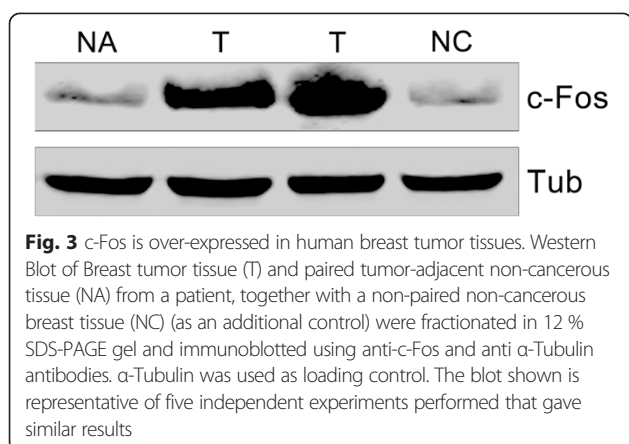 NA T T NC
c-Fos
Tub
Fig. 3 c-Fos is over-expressed in human breast tumor tissues. Western
Blot of Breast tumor tissue (T) and paired tumor-adjacent non-cancerous
tissue (NA) from a patient, together with a non-paired non-cancerous
breast tissue (NC) (as an additional control) were fractionated in 12 %
SDS-PAGE gel and immunoblotted using anti-c-Fos and anti α-Tubulin
antibodies. α-Tubulin was used as loading control. The blot shown is
representative of five independent experiments performed that gave
similar results